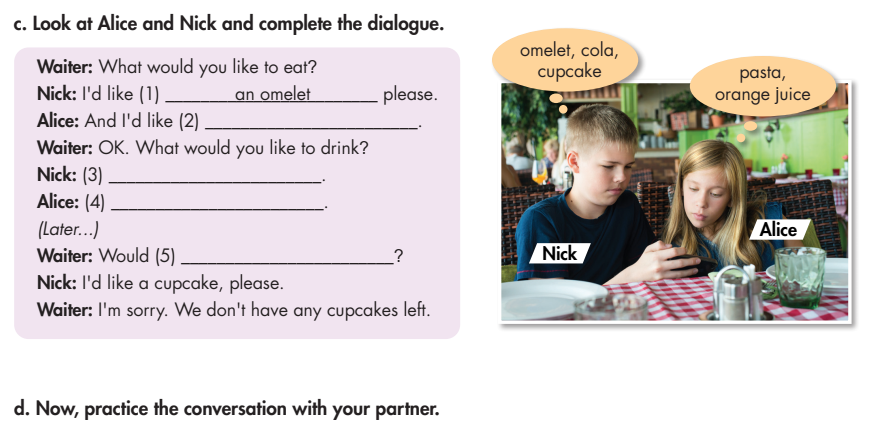 c. Look at Alice and Nick and complete the dialogue.
Waiter: What would you like to eat?
Nick: I'd like (1) ____________an omelet____________ please.
Alice: And I'd like (2) ________________________.
Waiter: OK. What would you like to drink?
Nick: (3) ________________________.
Alice: (4) ________________________.
(Later...)
Waiter: Would (5) ________________________?
Nick: I'd like a cupcake, please.
Waiter: I'm sorry. We don't have any cupcakes left.
omelet, cola,
cupcake
pasta,
orange juice
Nick
Alice
d. Now, practice the conversation with your partner.